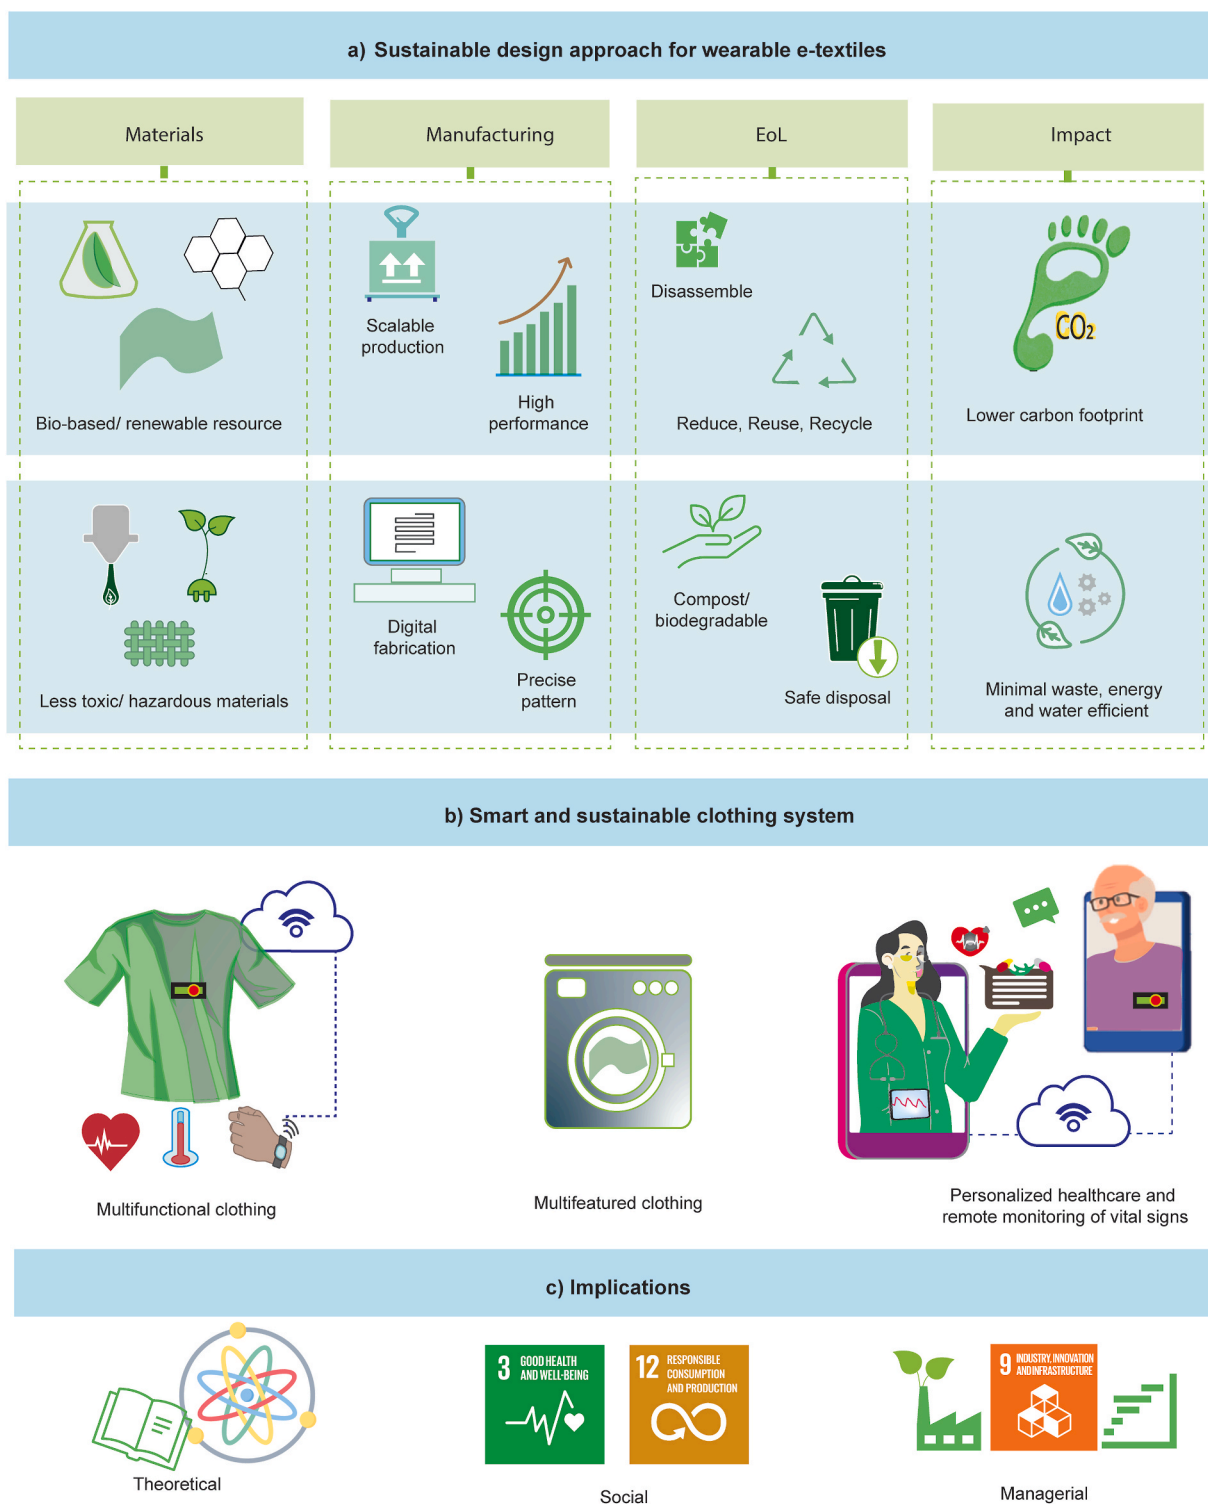 a) Sustainable design approach for wearable e-textiles
Materials
Manufacturing
EoL
Impact
Scalable
production
High
performance
Disassemble
CO₂
Bio-based/ renewable resource
Reduce, Reuse, Recycle
Lower carbon footprint
Digital
fabrication
Precise
pattern
Compost/
biodegradable
Safe disposal
Less toxic/ hazardous materials
Minimal waste, energy
and water efficient
b) Smart and sustainable clothing system
Multifunctional clothing
Multifeatured clothing
Personalized healthcare and
remote monitoring of vital signs
c) Implications
Theoretical
3 GOOD HEALTH
AND WELL-BEING
12 RESPONSIBLE
CONSUMPTION
AND PRODUCTION
Social
9 INDUSTRY, INNOVATION
AND INFRASTRUCTURE
Managerial